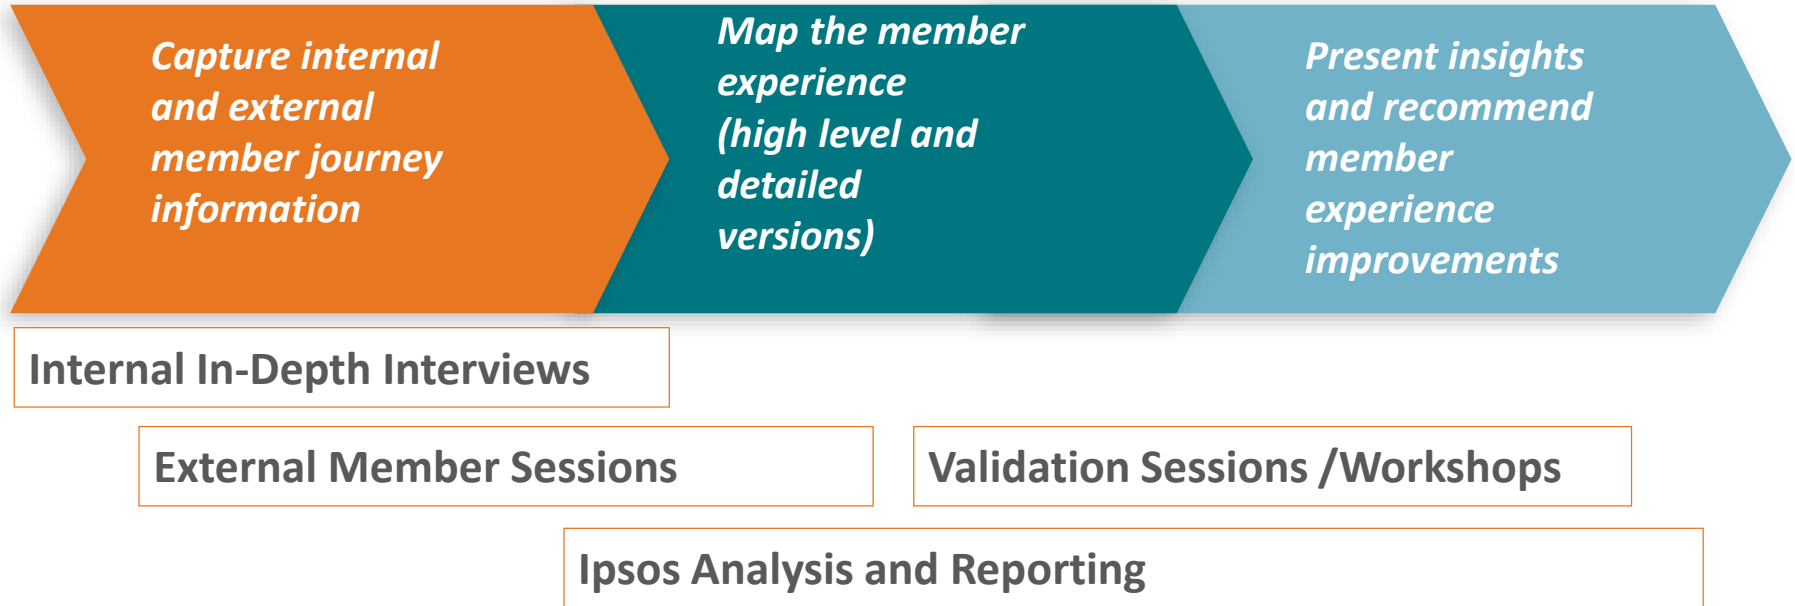 Capture internal
and external
member journey
information
Map the member
experience
(high level and
detailed
versions)
Present insights
and recommend
member
experience
improvements
Internal In-Depth Interviews
External Member Sessions
Validation Sessions /Workshops
Ipsos Analysis and Reporting